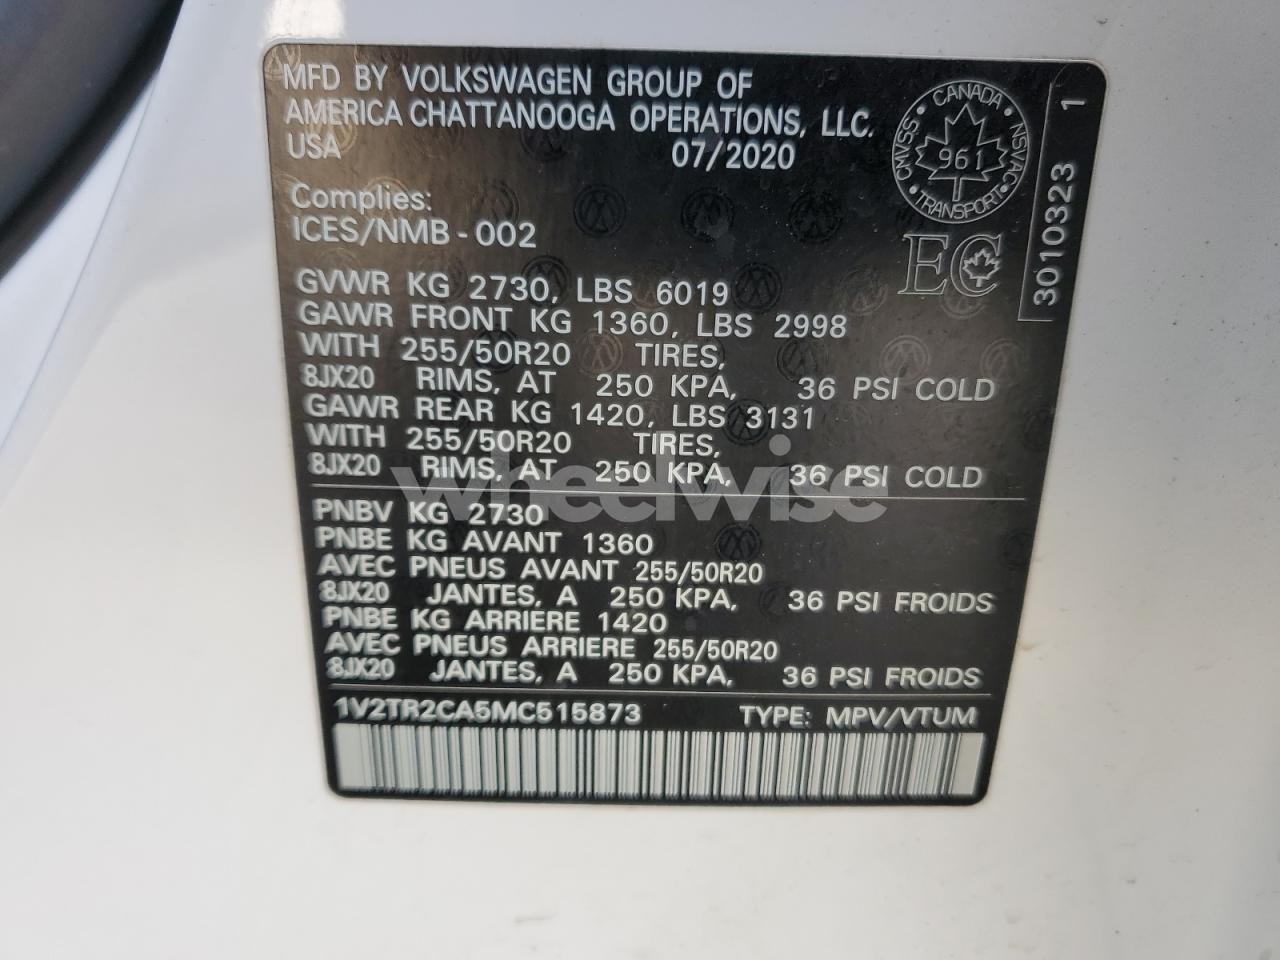 MFD BY VOLKSWAGEN GROUP OF
AMERICA CHATTANOOGA OPERATIONS, LLC.
USA 07/2020
Complies:
ICES/NMB - 002
CANADA
CMVSS NSVAC
961
TRANSPORT
EC
3010323 1
GVWR KG 2730, LBS 6019
GAWR FRONT KG 1360, LBS 2998
WITH 255/50R20 TIRES,
8JX20 RIMS, AT 250 KPA, 36 PSI COLD
GAWR REAR KG 1420, LBS 3131
WITH 255/50R20 TIRES,
8JX20 RIMS, AT 250 KPA, 36 PSI COLD
wheelwise
PNBV KG 2730
PNBE KG AVANT 1360
AVEC PNEUS AVANT 255/50R20
8JX20 JANTES, A 250 KPA, 36 PSI FROIDS
PNBE KG ARRIERE 1420
AVEC PNEUS ARRIERE 255/50R20
8JX20 JANTES, A 250 KPA, 36 PSI FROIDS
1V2TR2CA5MC515873 TYPE: MPV/VTUM